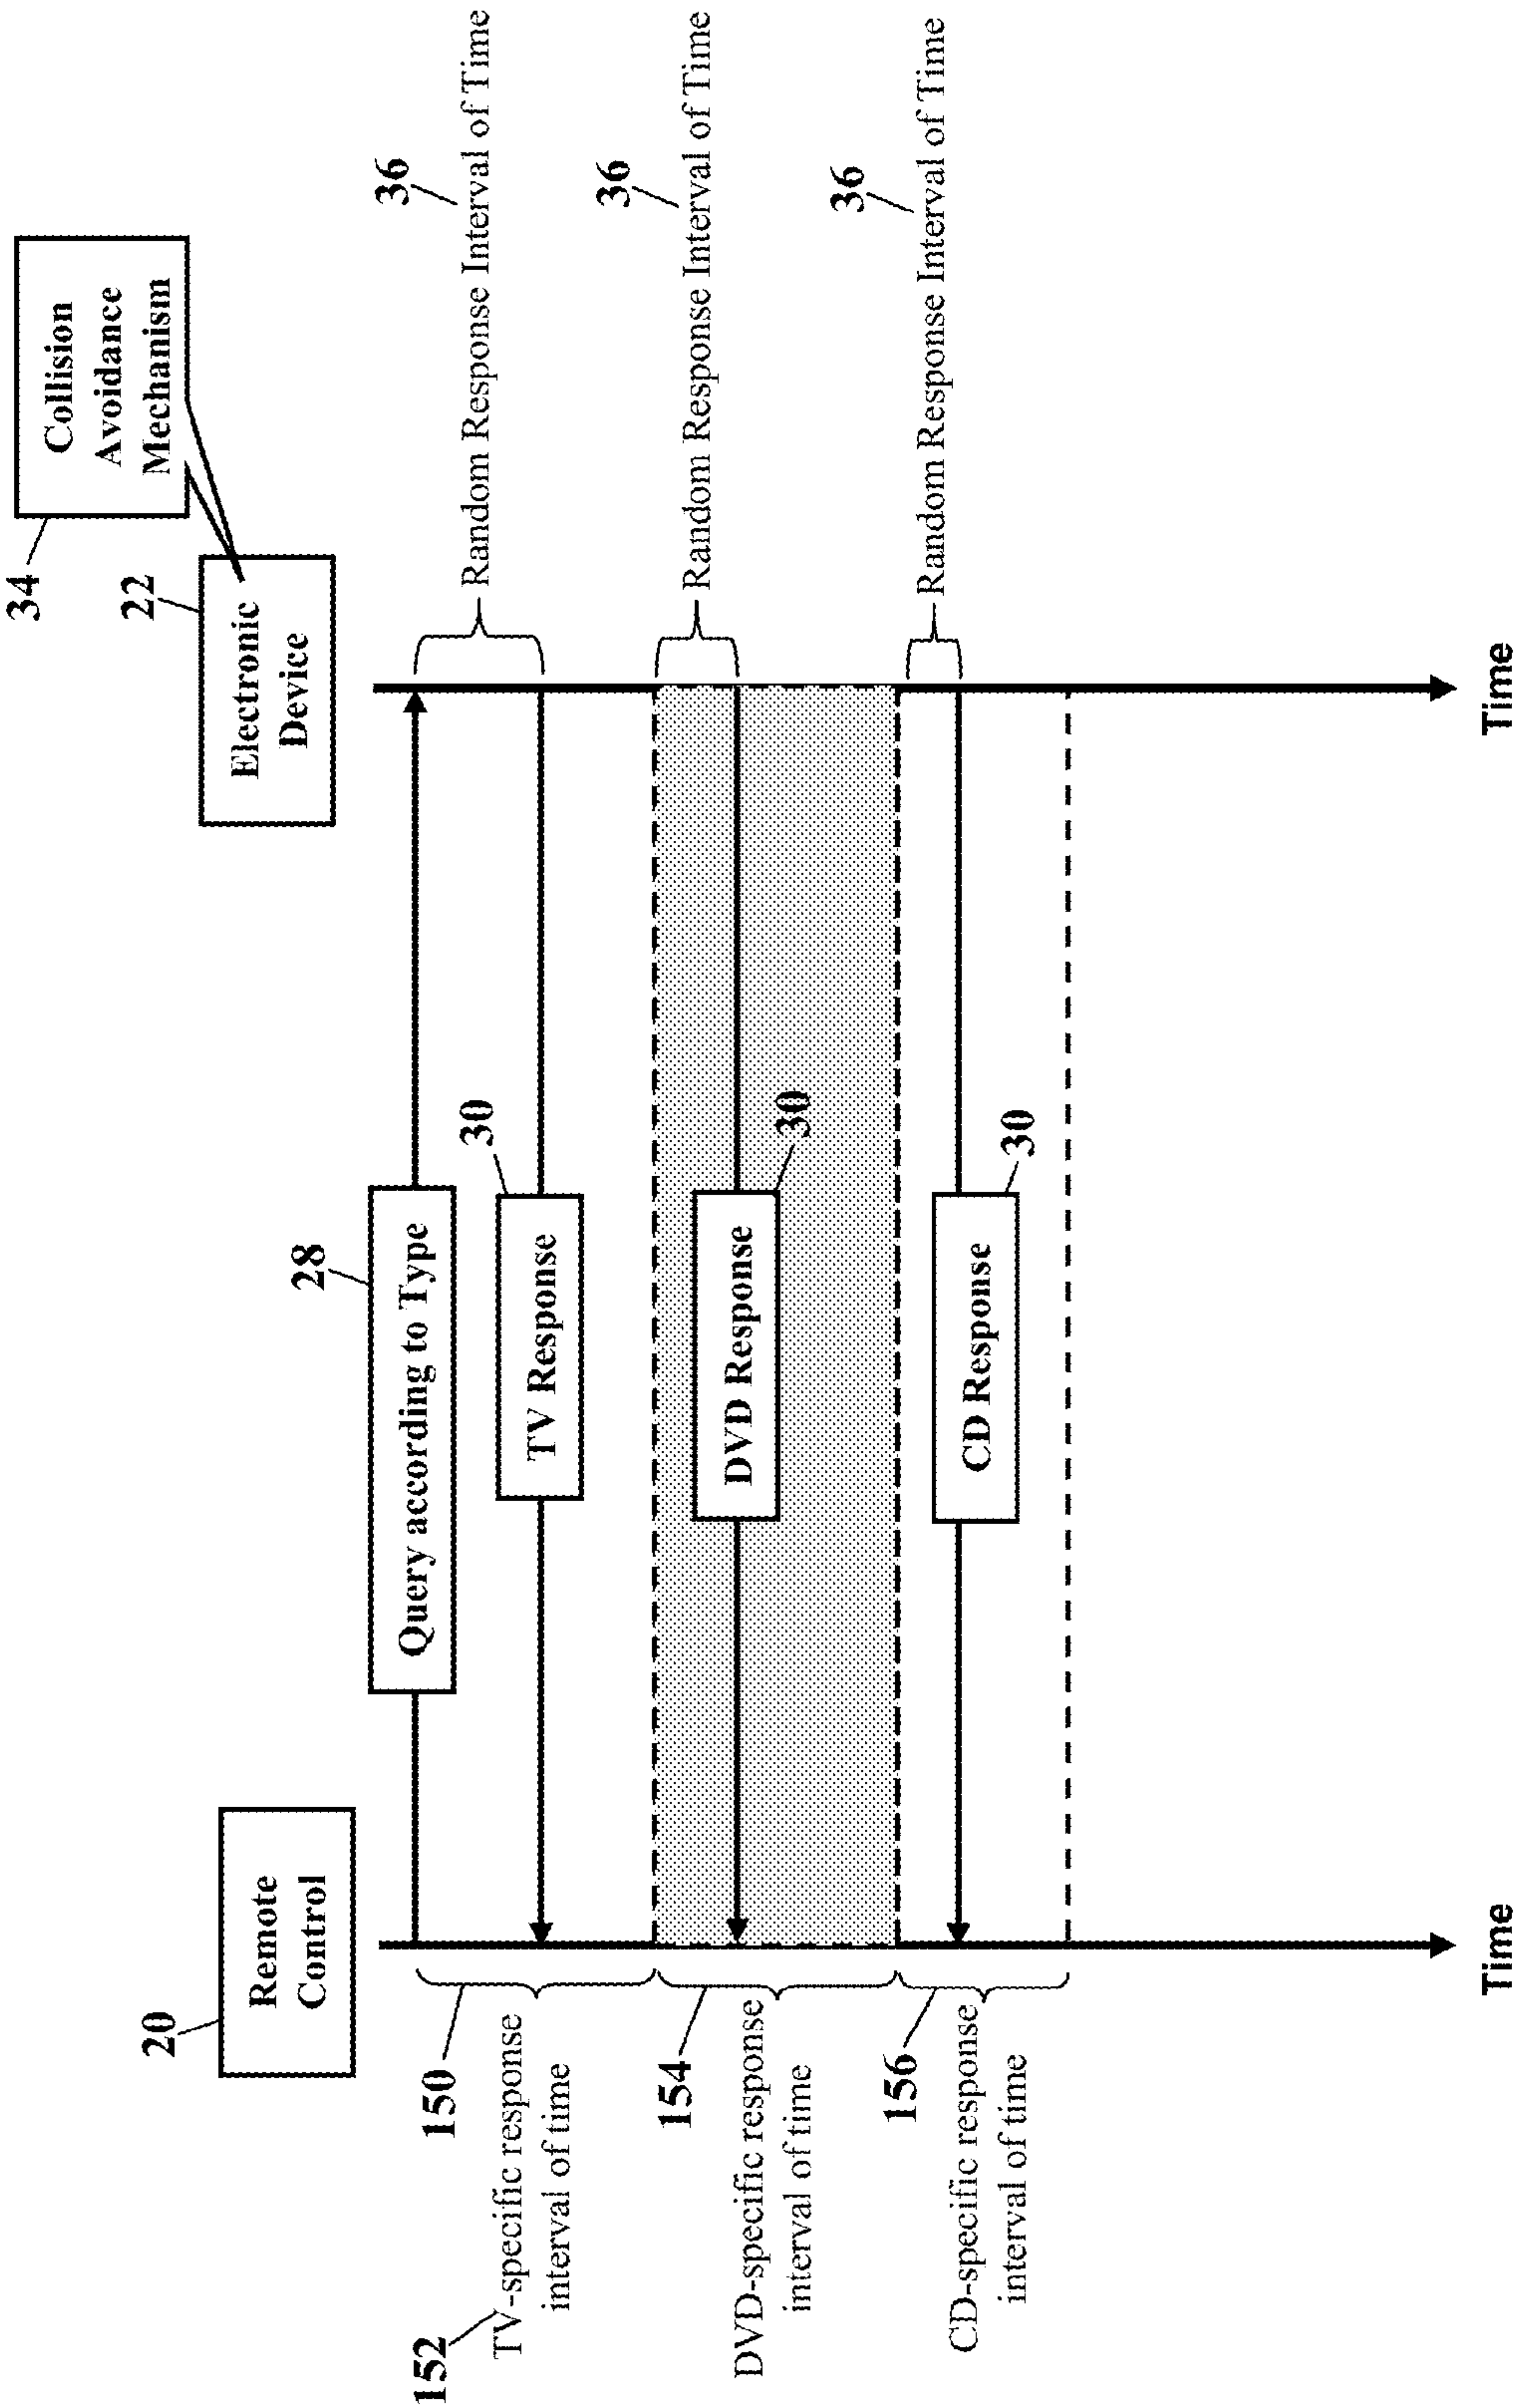 34
Collision
Avoidance
Mechanism
20
Remote
Control
22
Electronic
Device
28
Query according to Type
36
Random Response Interval of Time
150
152
TV-specific response
interval of time
30
TV Response
36
Random Response Interval of Time
154
DVD-specific response
interval of time
DVD Response
30
36
Random Response Interval of Time
156
CD-specific response
interval of time
CD Response
30
Time
Time